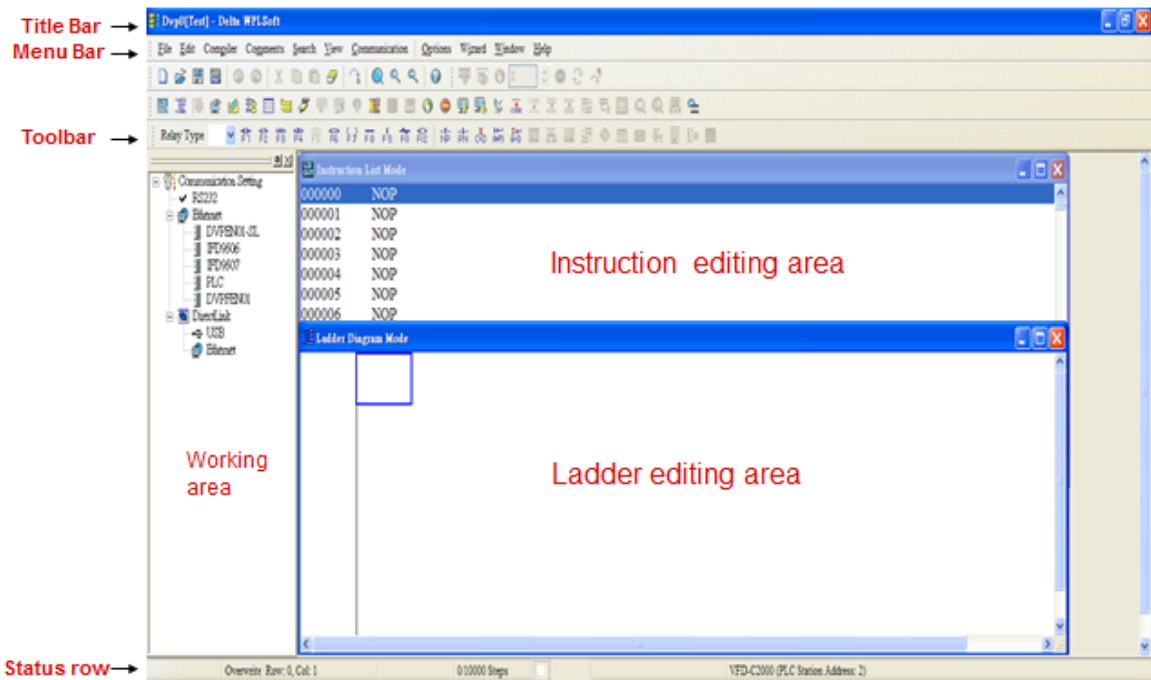 Title Bar
Dvp0[Test] - Delta WPLSoft
Menu Bar
File Edit Compiler Comments Search View Communication Options Wizard Window Help
Toolbar
Relay Type
Communication Setting
RS232
Ethernet
DVPEN01-SL
IFD9506
IFD9507
PLC
DVPFEN01
DirectLink
USB
Ethernet
Working
area
Instruction List Mode
000000 NOP
000001 NOP
000002 NOP
000003 NOP
000004 NOP
000005 NOP
000006 NOP
Instruction editing area
Ladder Diagram Mode
Ladder editing area
Status row
Overwrite Row: 0, Col: 1
0/10000 Steps
VFD-C2000 (PLC Station Address: 2)